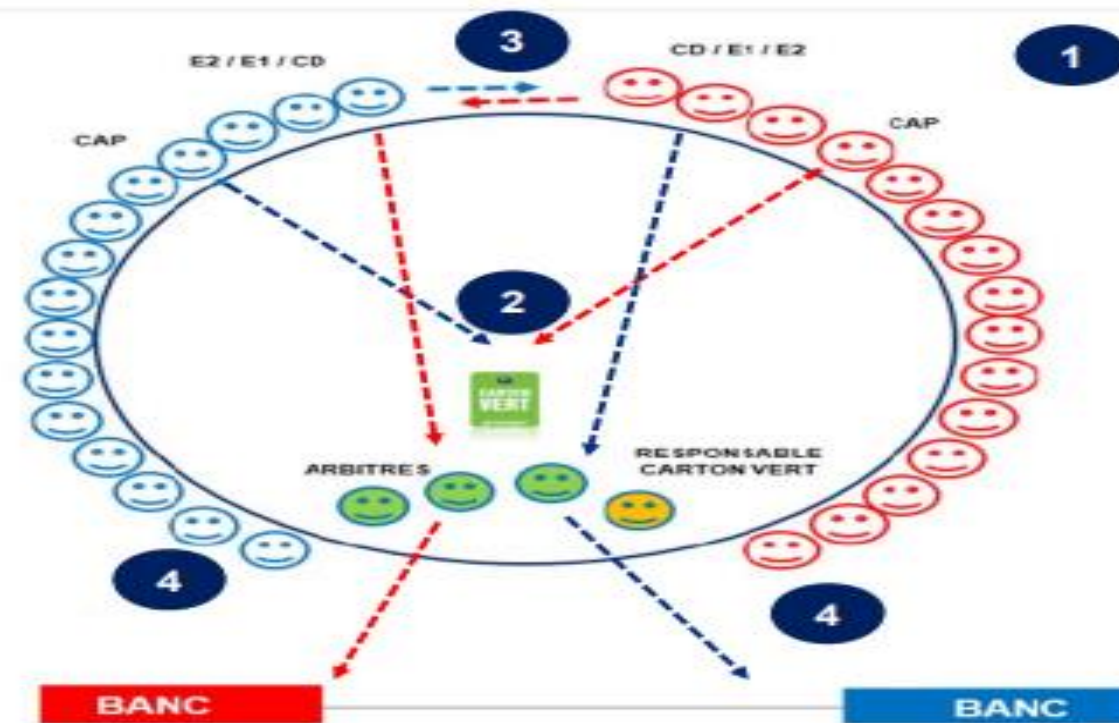 3
1
E2 / E1 / CD
CD / E1 / E2
CAP
CAP
2
CARTON
VERT
ARBITRES
RESPONSABLE
CARTON VERT
4
4
BANC
BANC